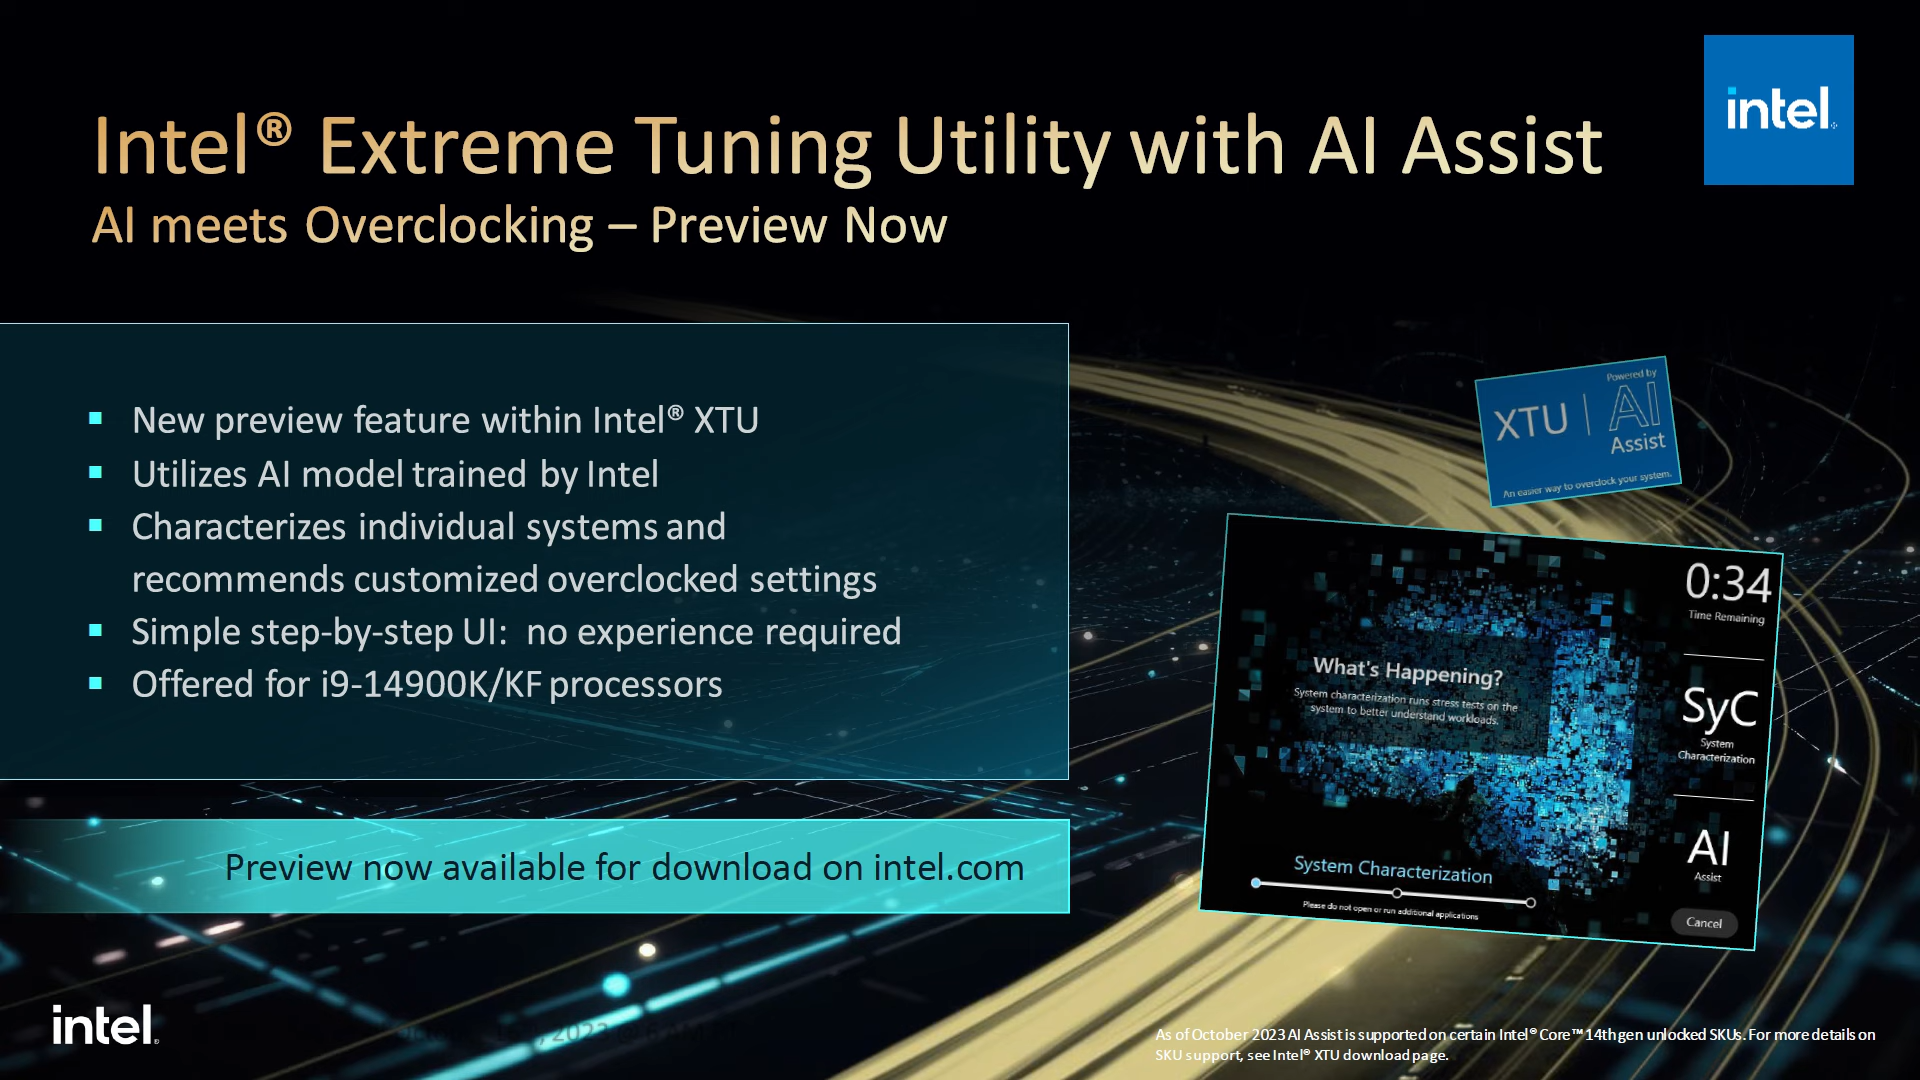 intel.
Intel® Extreme Tuning Utility with AI Assist
AI meets Overclocking – Preview Now
▪ New preview feature within Intel® XTU
▪ Utilizes AI model trained by Intel
▪ Characterizes individual systems and
recommends customized overclocked settings
▪ Simple step-by-step UI:  no experience required
▪ Offered for i9-14900K/KF processors
Preview now available for download on intel.com
Powered by
XTU | AI
Assist
An easier way to overclock your system.
0:34
Time Remaining
What's Happening?
System characterization runs stress tests on the
system to better understand workloads.
SyC
System
Characterization
AI
Assist
System Characterization
Please do not open or run additional applications
Cancel
intel.
As of October 2023 AI Assist is supported on certain Intel® Core™ 14th gen unlocked SKUs. For more details on
SKU support, see Intel® XTU download page.